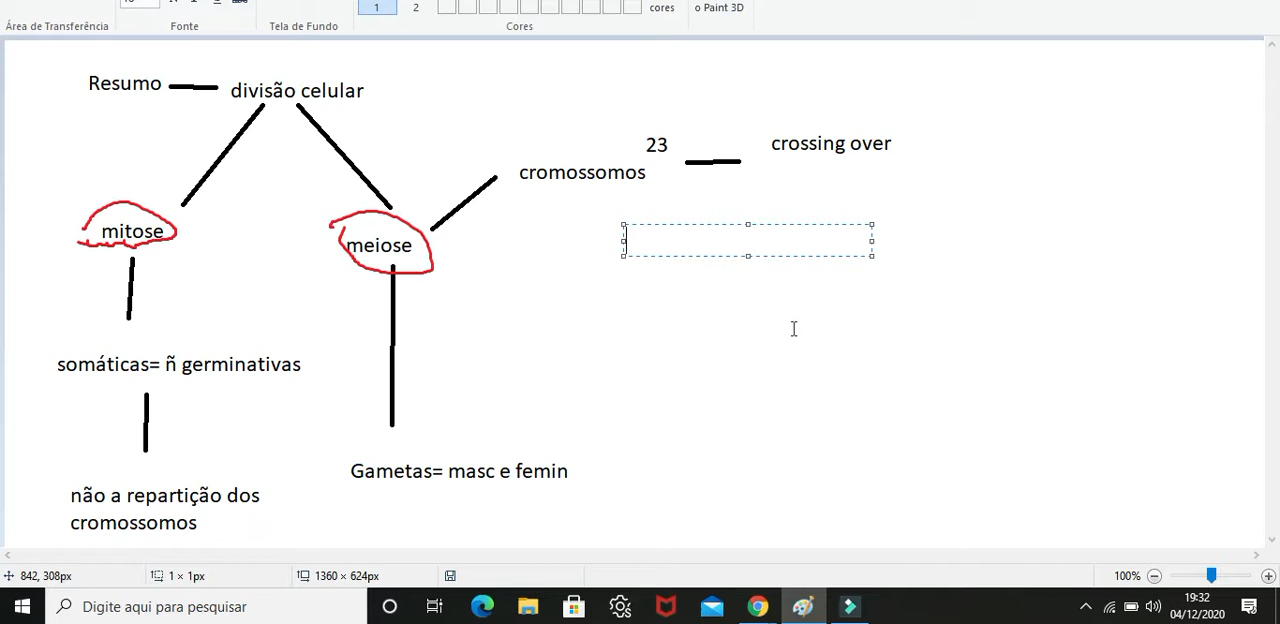 1
2
cores
o Paint 3D
Área de Transferência
Fonte
Tela de Fundo
Cores
Resumo
divisão celular
23
crossing over
cromossomos
mitose
meiose
somáticas= ñ germinativas
Gametas= masc e femin
não a repartição dos
cromossomos
842, 308px
1 × 1px
1360 × 624px
100%
Digite aqui para pesquisar
19:32
04/12/2020